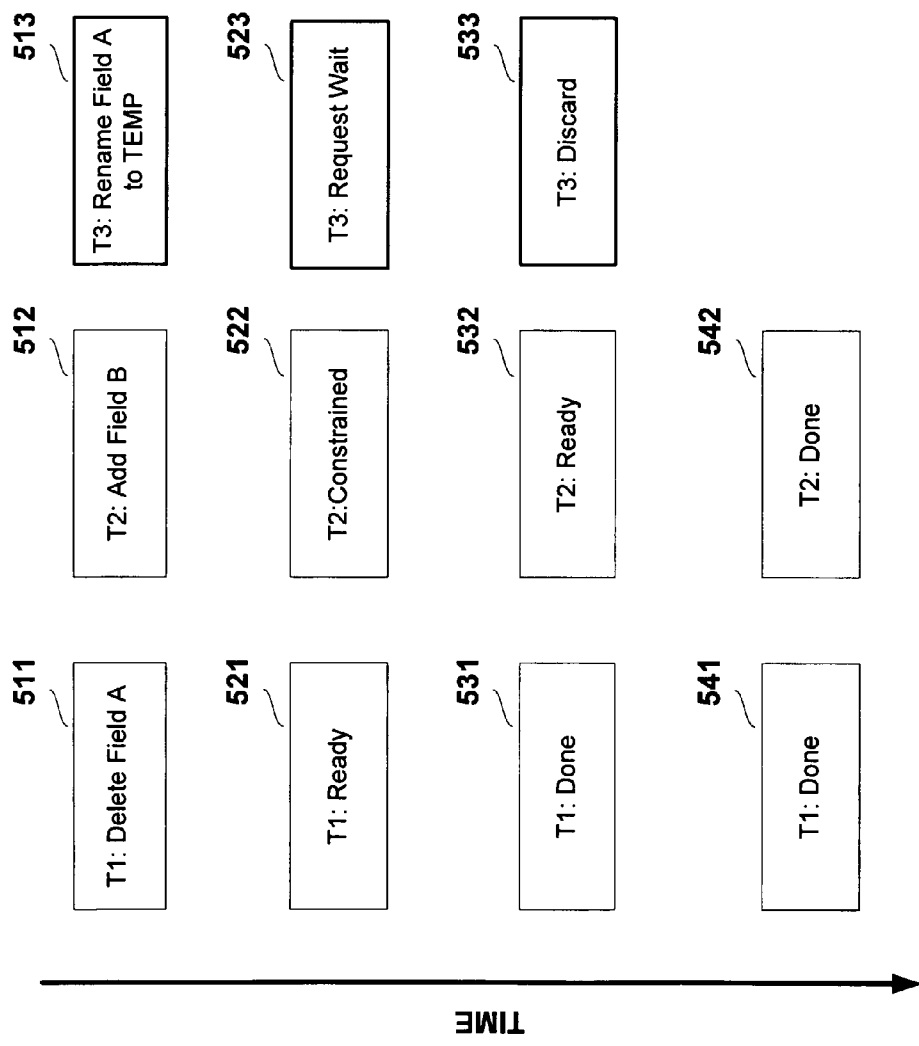 511
T1: Delete Field A
512
T2: Add Field B
513
T3: Rename Field A
to TEMP
521
T1: Ready
522
T2:Constrained
523
T3: Request Wait
531
T1: Done
532
T2: Ready
533
T3: Discard
541
T1: Done
542
T2: Done
TIME